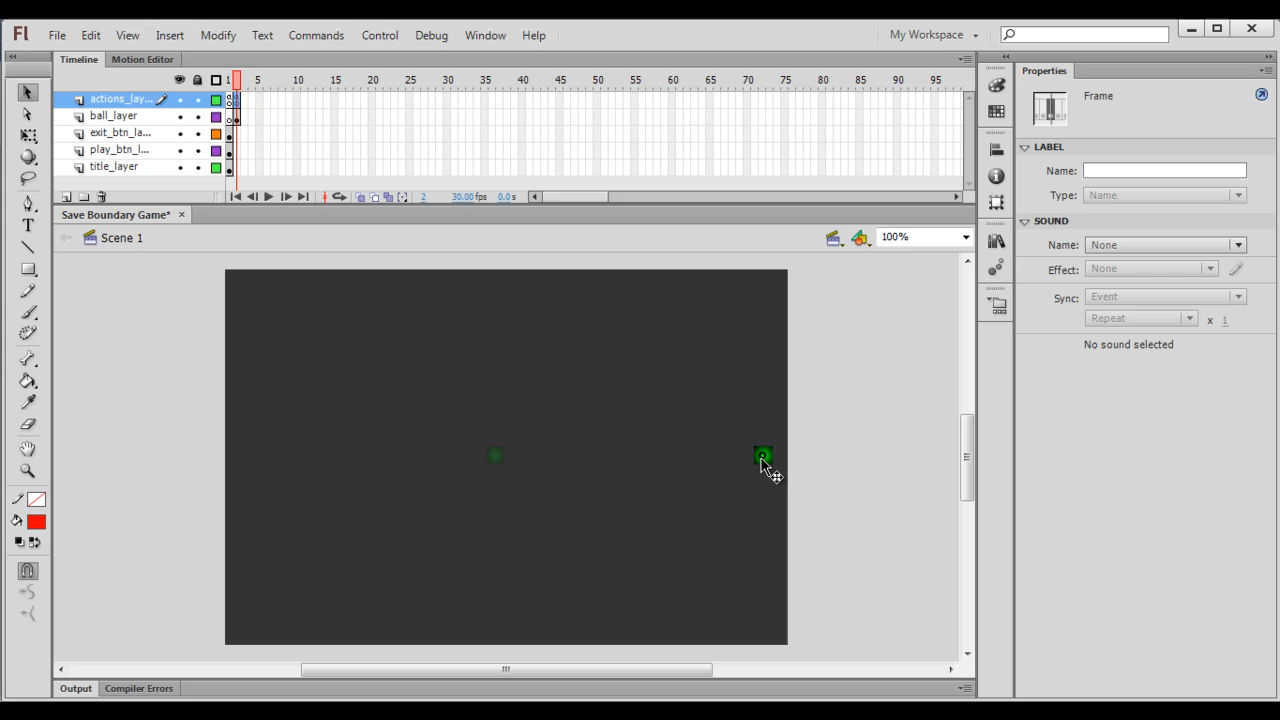 Fl File Edit View Insert Modify Text Commands Control Debug Window Help My Workspace
Timeline Motion Editor
1 5 10 15 20 25 30 35 40 45 50 55 60 65 70 75 80 85 90 95
actions_lay...
ball_layer
exit_btn_la...
play_btn_l...
title_layer
2 30.00 fps 0.0 s
Save Boundary Game*
Scene 1 100%
Output Compiler Errors
Properties
Frame
LABEL
Name:
Type: Name
SOUND
Name: None
Effect: None
Sync: Event
Repeat x 1
No sound selected